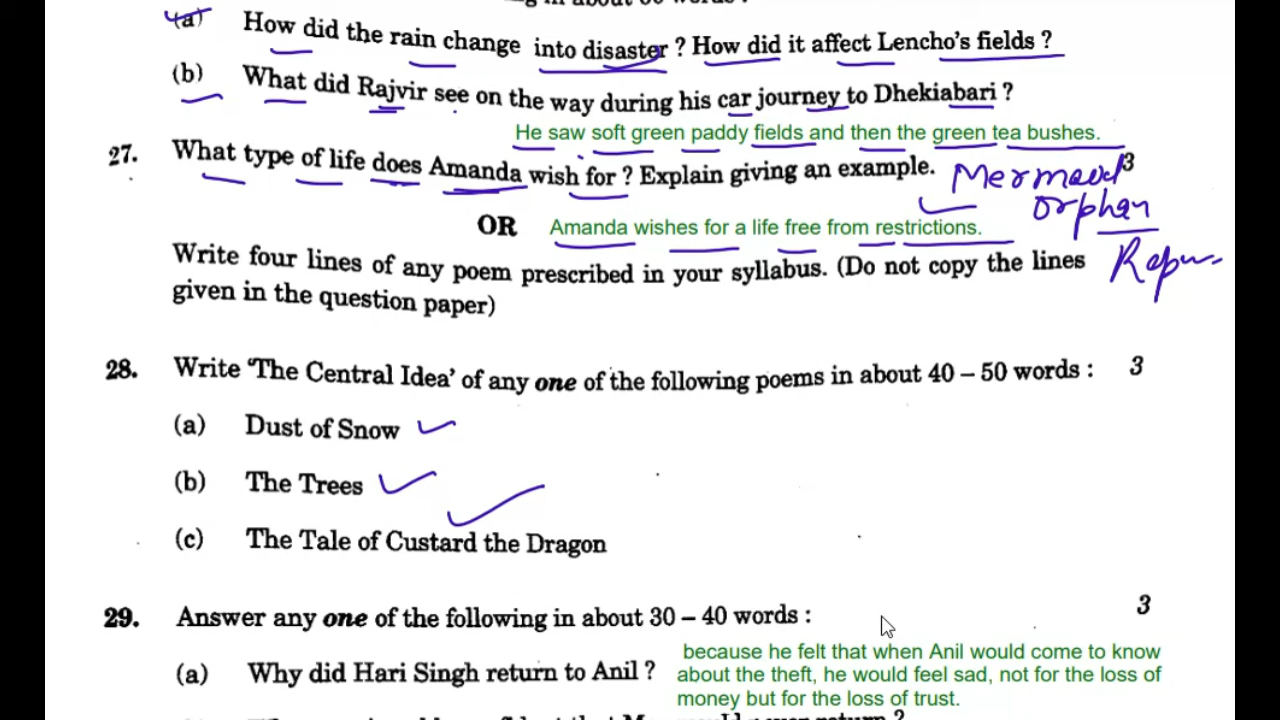 (a) How did the rain change into disaster ? How did it affect Lencho's fields ?
(b) What did Rajvir see on the way during his car journey to Dhekiabari ?
He saw soft green paddy fields and then the green tea bushes.
27. What type of life does Amanda wish for ? Explain giving an example. 3
Mermaid
orphan
OR Amanda wishes for a life free from restrictions.
Write four lines of any poem prescribed in your syllabus. (Do not copy the lines
given in the question paper)
28. Write 'The Central Idea' of any one of the following poems in about 40 – 50 words : 3
(a) Dust of Snow
(b) The Trees
(c) The Tale of Custard the Dragon
29. Answer any one of the following in about 30 – 40 words : 3
(a) Why did Hari Singh return to Anil ?
because he felt that when Anil would come to know
about the theft, he would feel sad, not for the loss of
money but for the loss of trust.